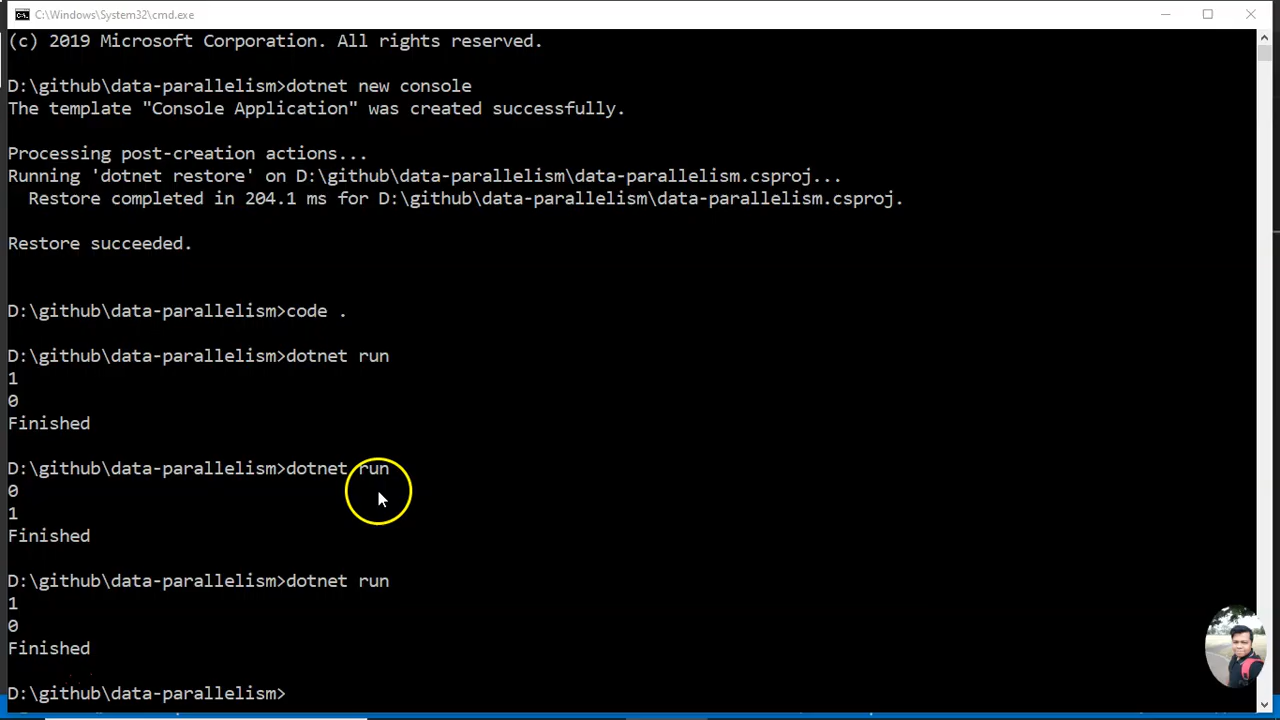 C:\Windows\System32\cmd.exe
(c) 2019 Microsoft Corporation. All rights reserved.
D:\github\data-parallelism>dotnet new console
The template "Console Application" was created successfully.
Processing post-creation actions...
Running 'dotnet restore' on D:\github\data-parallelism\data-parallelism.csproj...
  Restore completed in 204.1 ms for D:\github\data-parallelism\data-parallelism.csproj.
Restore succeeded.
D:\github\data-parallelism>code .
D:\github\data-parallelism>dotnet run
1
0
Finished
D:\github\data-parallelism>dotnet run
0
1
Finished
D:\github\data-parallelism>dotnet run
1
0
Finished
D:\github\data-parallelism>